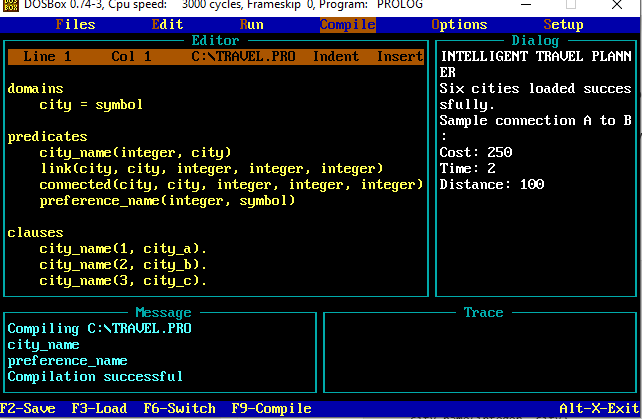 DOSBox 0.74-3, Cpu speed: 3000 cycles, Frameskip 0, Program: PROLOG
Files Edit Run Compile Options Setup
Editor
Line 1 Col 1 C:\TRAVEL.PRO Indent Insert
domains
city = symbol
predicates
city_name(integer, city)
link(city, city, integer, integer, integer)
connected(city, city, integer, integer, integer)
preference_name(integer, symbol)
clauses
city_name(1, city_a).
city_name(2, city_b).
city_name(3, city_c).
Dialog
INTELLIGENT TRAVEL PLANN
ER
Six cities loaded succes
sfully.
Sample connection A to B
:
Cost: 250
Time: 2
Distance: 100
Message
Compiling C:\TRAVEL.PRO
city_name
preference_name
Compilation successful
Trace
F2-Save F3-Load F6-Switch F9-Compile Alt-X-Exit